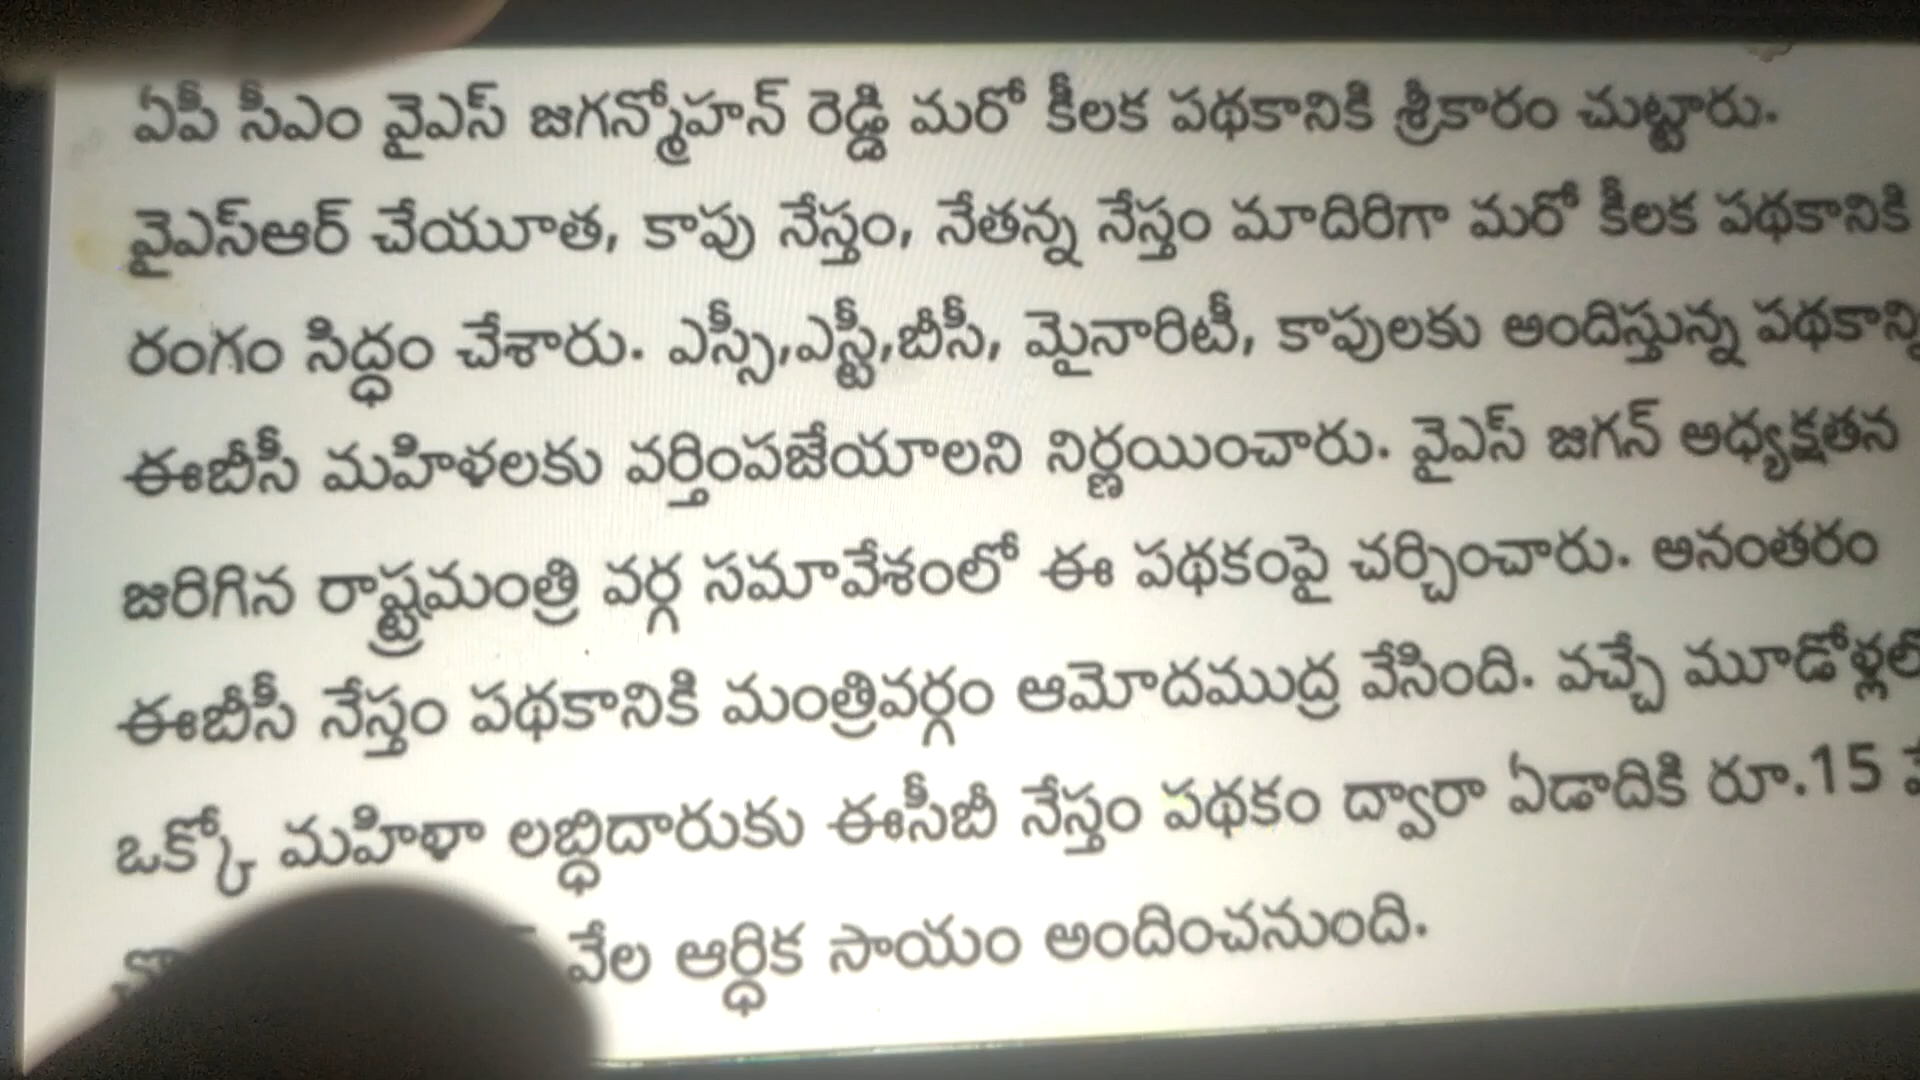 ఏపీ సీఎం వైఎస్ జగన్మోహన్ రెడ్డి మరో కీలక పథకానికి శ్రీకారం చుట్టారు.
వైఎస్ఆర్ చేయూత, కాపు నేస్తం, నేతన్న నేస్తం మాదిరిగా మరో కీలక పథకానికి
రంగం సిద్ధం చేశారు. ఎస్సీ,ఎస్టీ,బీసీ, మైనారిటీ, కాపులకు అందిస్తున్న పథకాన్ని
ఈబీసీ మహిళలకు వర్తింపజేయాలని నిర్ణయించారు. వైఎస్ జగన్ అధ్యక్షతన
జరిగిన రాష్ట్రమంత్రి వర్గ సమావేశంలో ఈ పథకంపై చర్చించారు. అనంతరం
ఈబీసీ నేస్తం పథకానికి మంత్రివర్గం ఆమోదముద్ర వేసింది. వచ్చే మూడోళ్లలో
ఒక్కో మహిళా లబ్ధిదారుకు ఈసీబీ నేస్తం పథకం ద్వారా ఏడాదికి రూ.15
వేల ఆర్ధిక సాయం అందించనుంది.